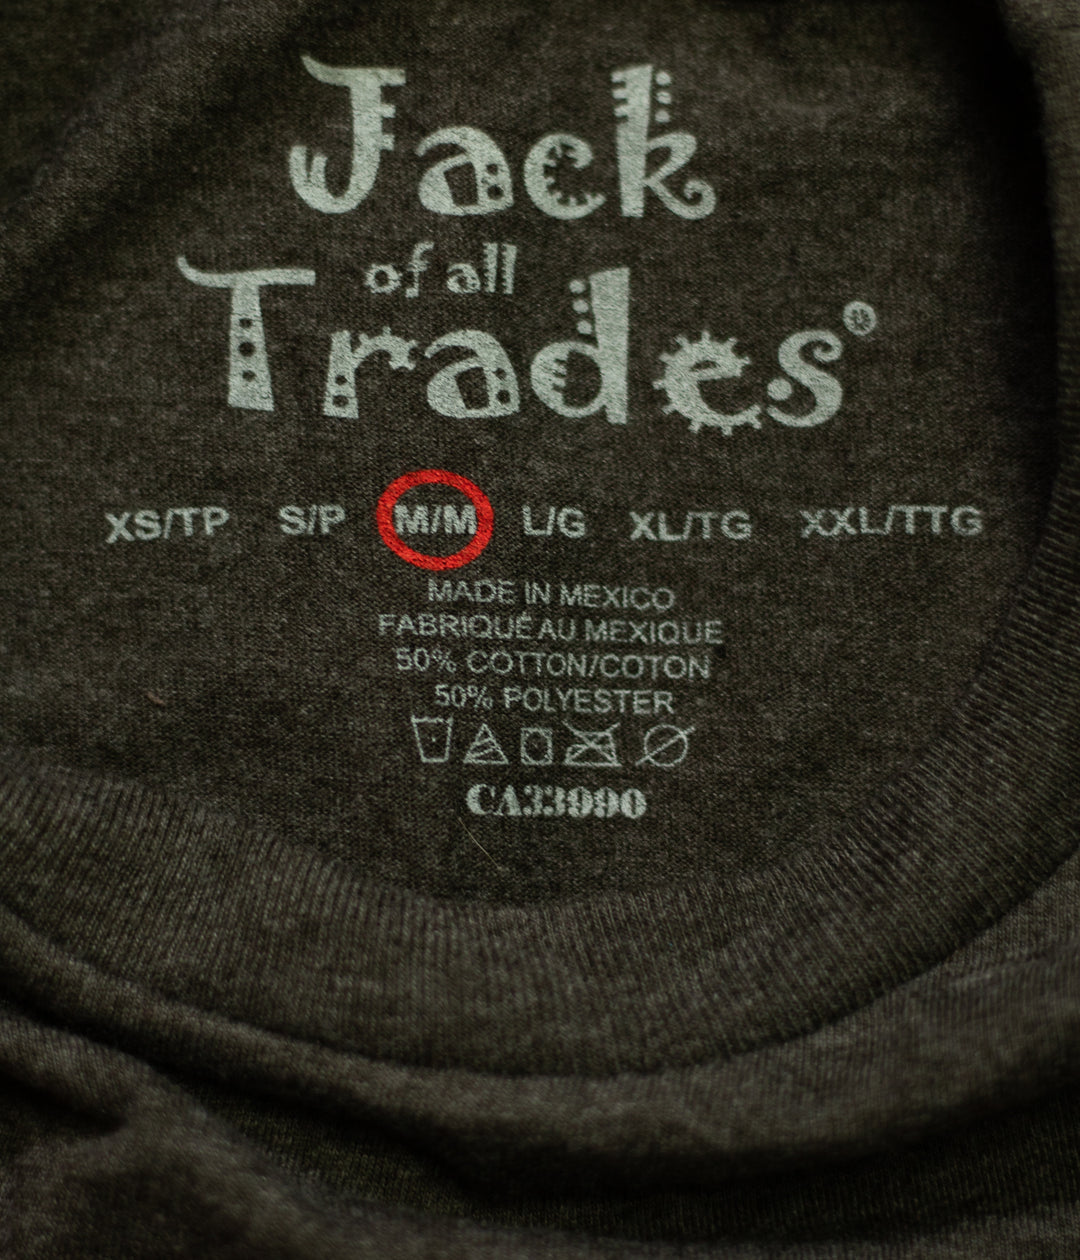 Jack
of all
Trades®
XS/TP S/P M/M L/G XL/TG XXL/TTG
MADE IN MEXICO
FABRIQUÉ AU MEXIQUE
50% COTTON/COTON
50% POLYESTER
CA33990